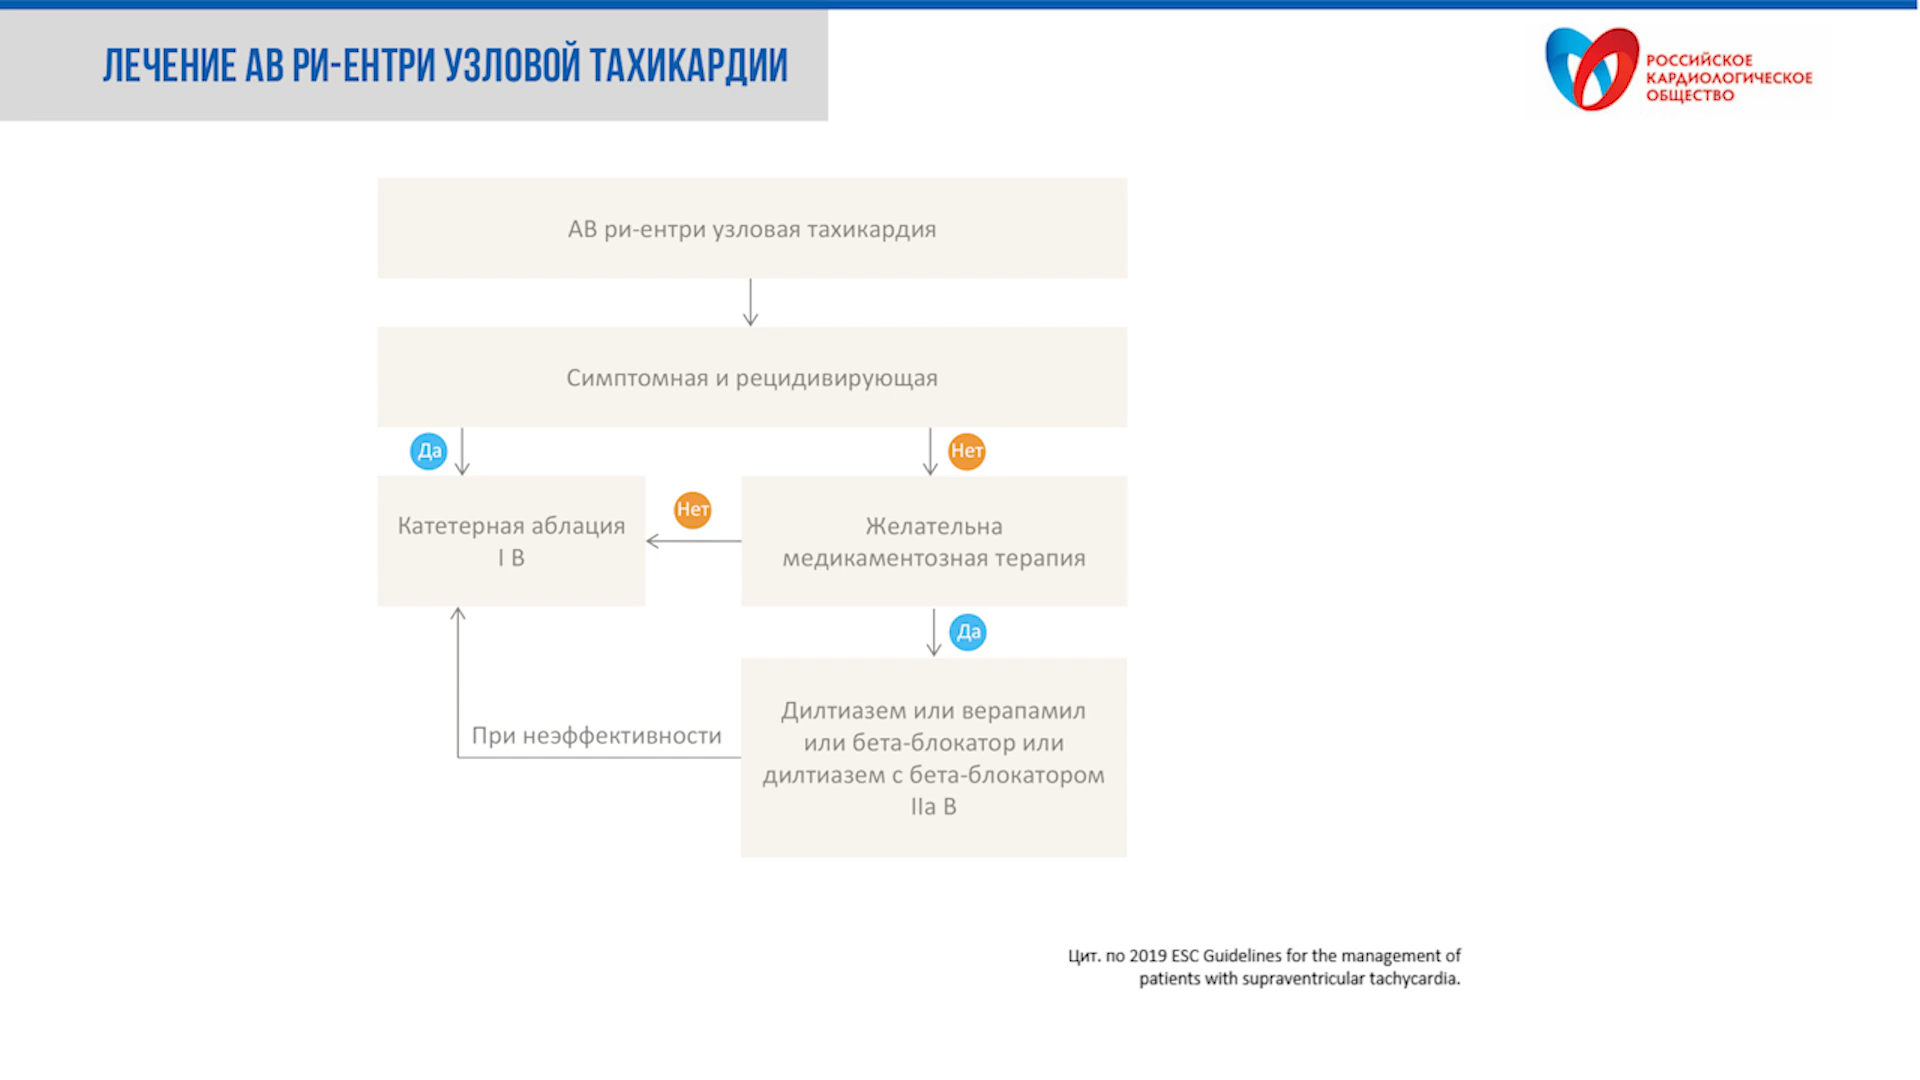 ЛЕЧЕНИЕ АВ РИ-ЕНТРИ УЗЛОВОЙ ТАХИКАРДИИ
РОССИЙСКОЕ
КАРДИОЛОГИЧЕСКОЕ
ОБЩЕСТВО
АВ ри-ентри узловая тахикардия
Симптомная и рецидивирующая
Да
Нет
Катетерная аблация
I B
Нет
Желательна
медикаментозная терапия
Да
При неэффективности
Дилтиазем или верапамил
или бета-блокатор или
дилтиазем с бета-блокатором
IIa B
Цит. по 2019 ESC Guidelines for the management of
patients with supraventricular tachycardia.